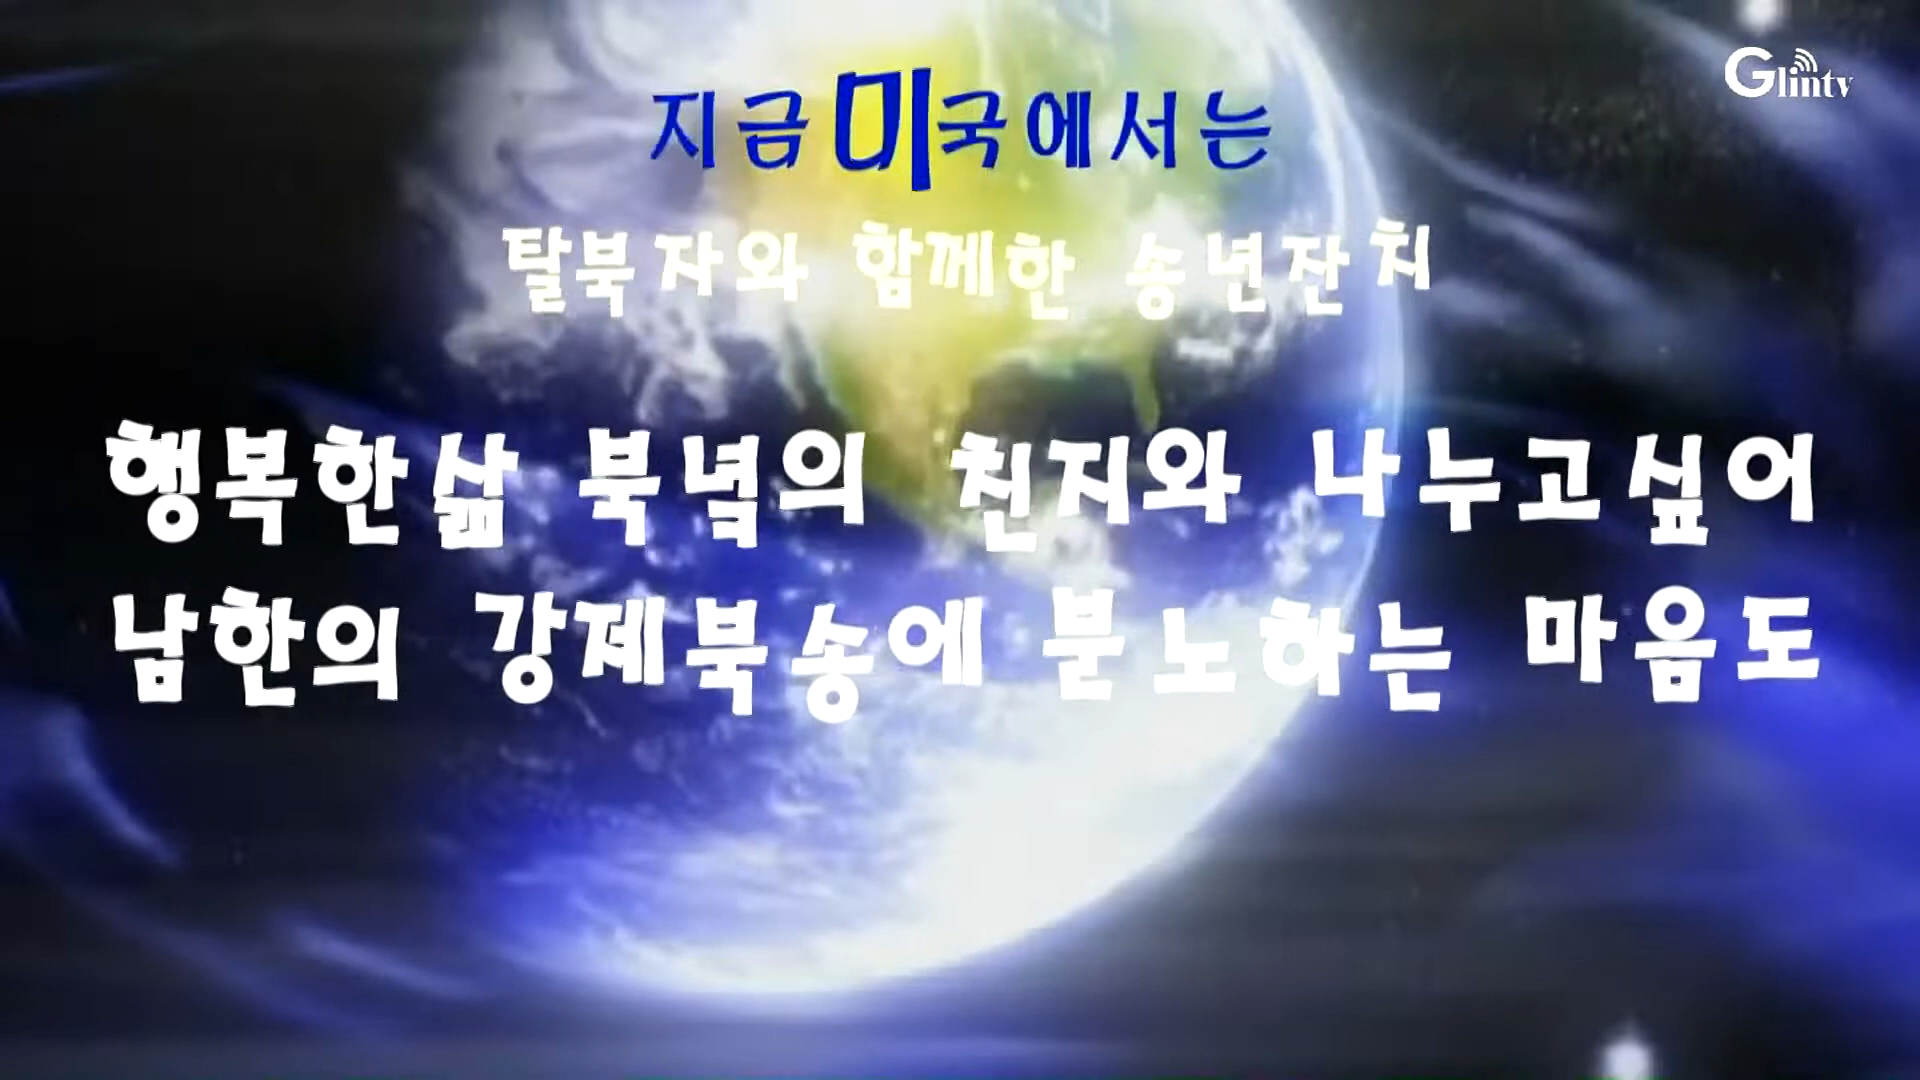 Glintv
지금 미국에서는
탈북자와 함께한 송년잔치
행복한삶 북녘의 친지와 나누고싶어
남한의 강제북송에 분노하는 마음도